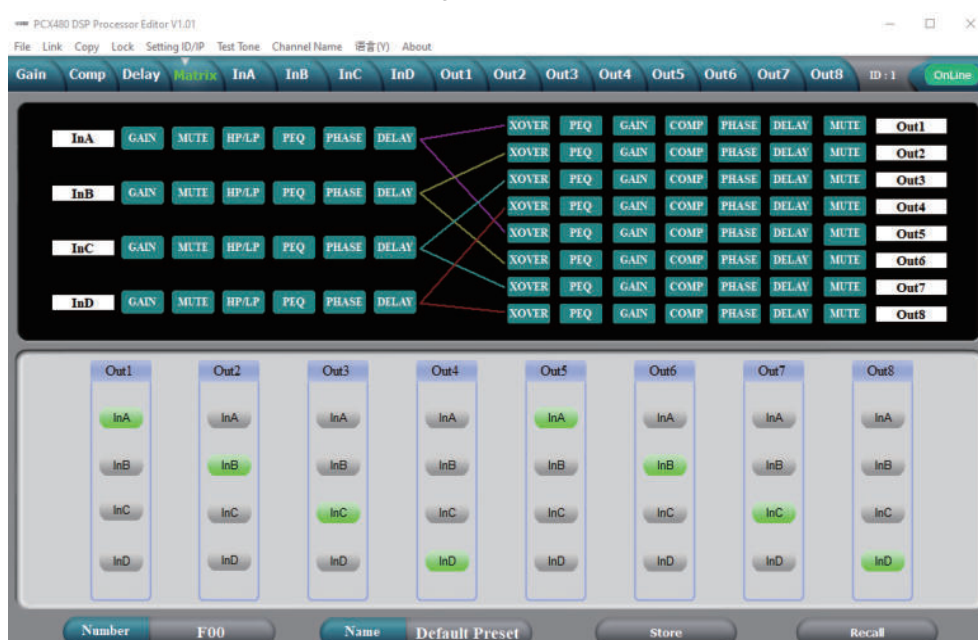 PCX480 DSP Processor Editor V1.01
File Link Copy Lock Setting ID/IP Test Tone Channel Name 语言(Y) About
Gain Comp Delay Matrix InA InB InC InD Out1 Out2 Out3 Out4 Out5 Out6 Out7 Out8 ID : 1 OnLine
XOVER PEQ GAIN COMP PHASE DELAY MUTE Out1
InA GAIN MUTE HP/LP PEQ PHASE DELAY
XOVER PEQ GAIN COMP PHASE DELAY MUTE Out2
XOVER PEQ GAIN COMP PHASE DELAY MUTE Out3
InB GAIN MUTE HP/LP PEQ PHASE DELAY
XOVER PEQ GAIN COMP PHASE DELAY MUTE Out4
XOVER PEQ GAIN COMP PHASE DELAY MUTE Out5
InC GAIN MUTE HP/LP PEQ PHASE DELAY
XOVER PEQ GAIN COMP PHASE DELAY MUTE Out6
XOVER PEQ GAIN COMP PHASE DELAY MUTE Out7
InD GAIN MUTE HP/LP PEQ PHASE DELAY
XOVER PEQ GAIN COMP PHASE DELAY MUTE Out8
Out1 Out2 Out3 Out4 Out5 Out6 Out7 Out8
InA InA InA InA InA InA InA InA
InB InB InB InB InB InB InB InB
InC InC InC InC InC InC InC InC
InD InD InD InD InD InD InD InD
Number F00 Name Default Preset Store Recall